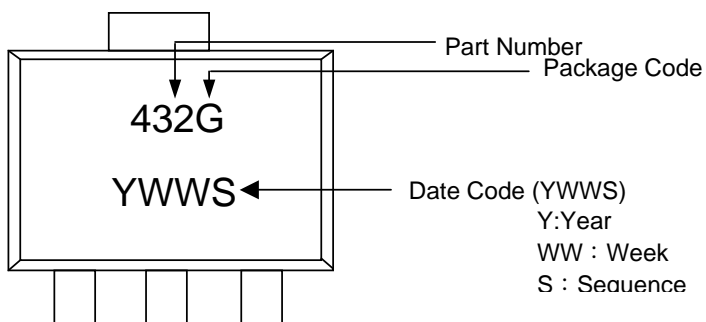 Part Number
Package Code
432G
YWWS
Date Code (YWWS)
Y:Year
WW：Week
S：Sequence